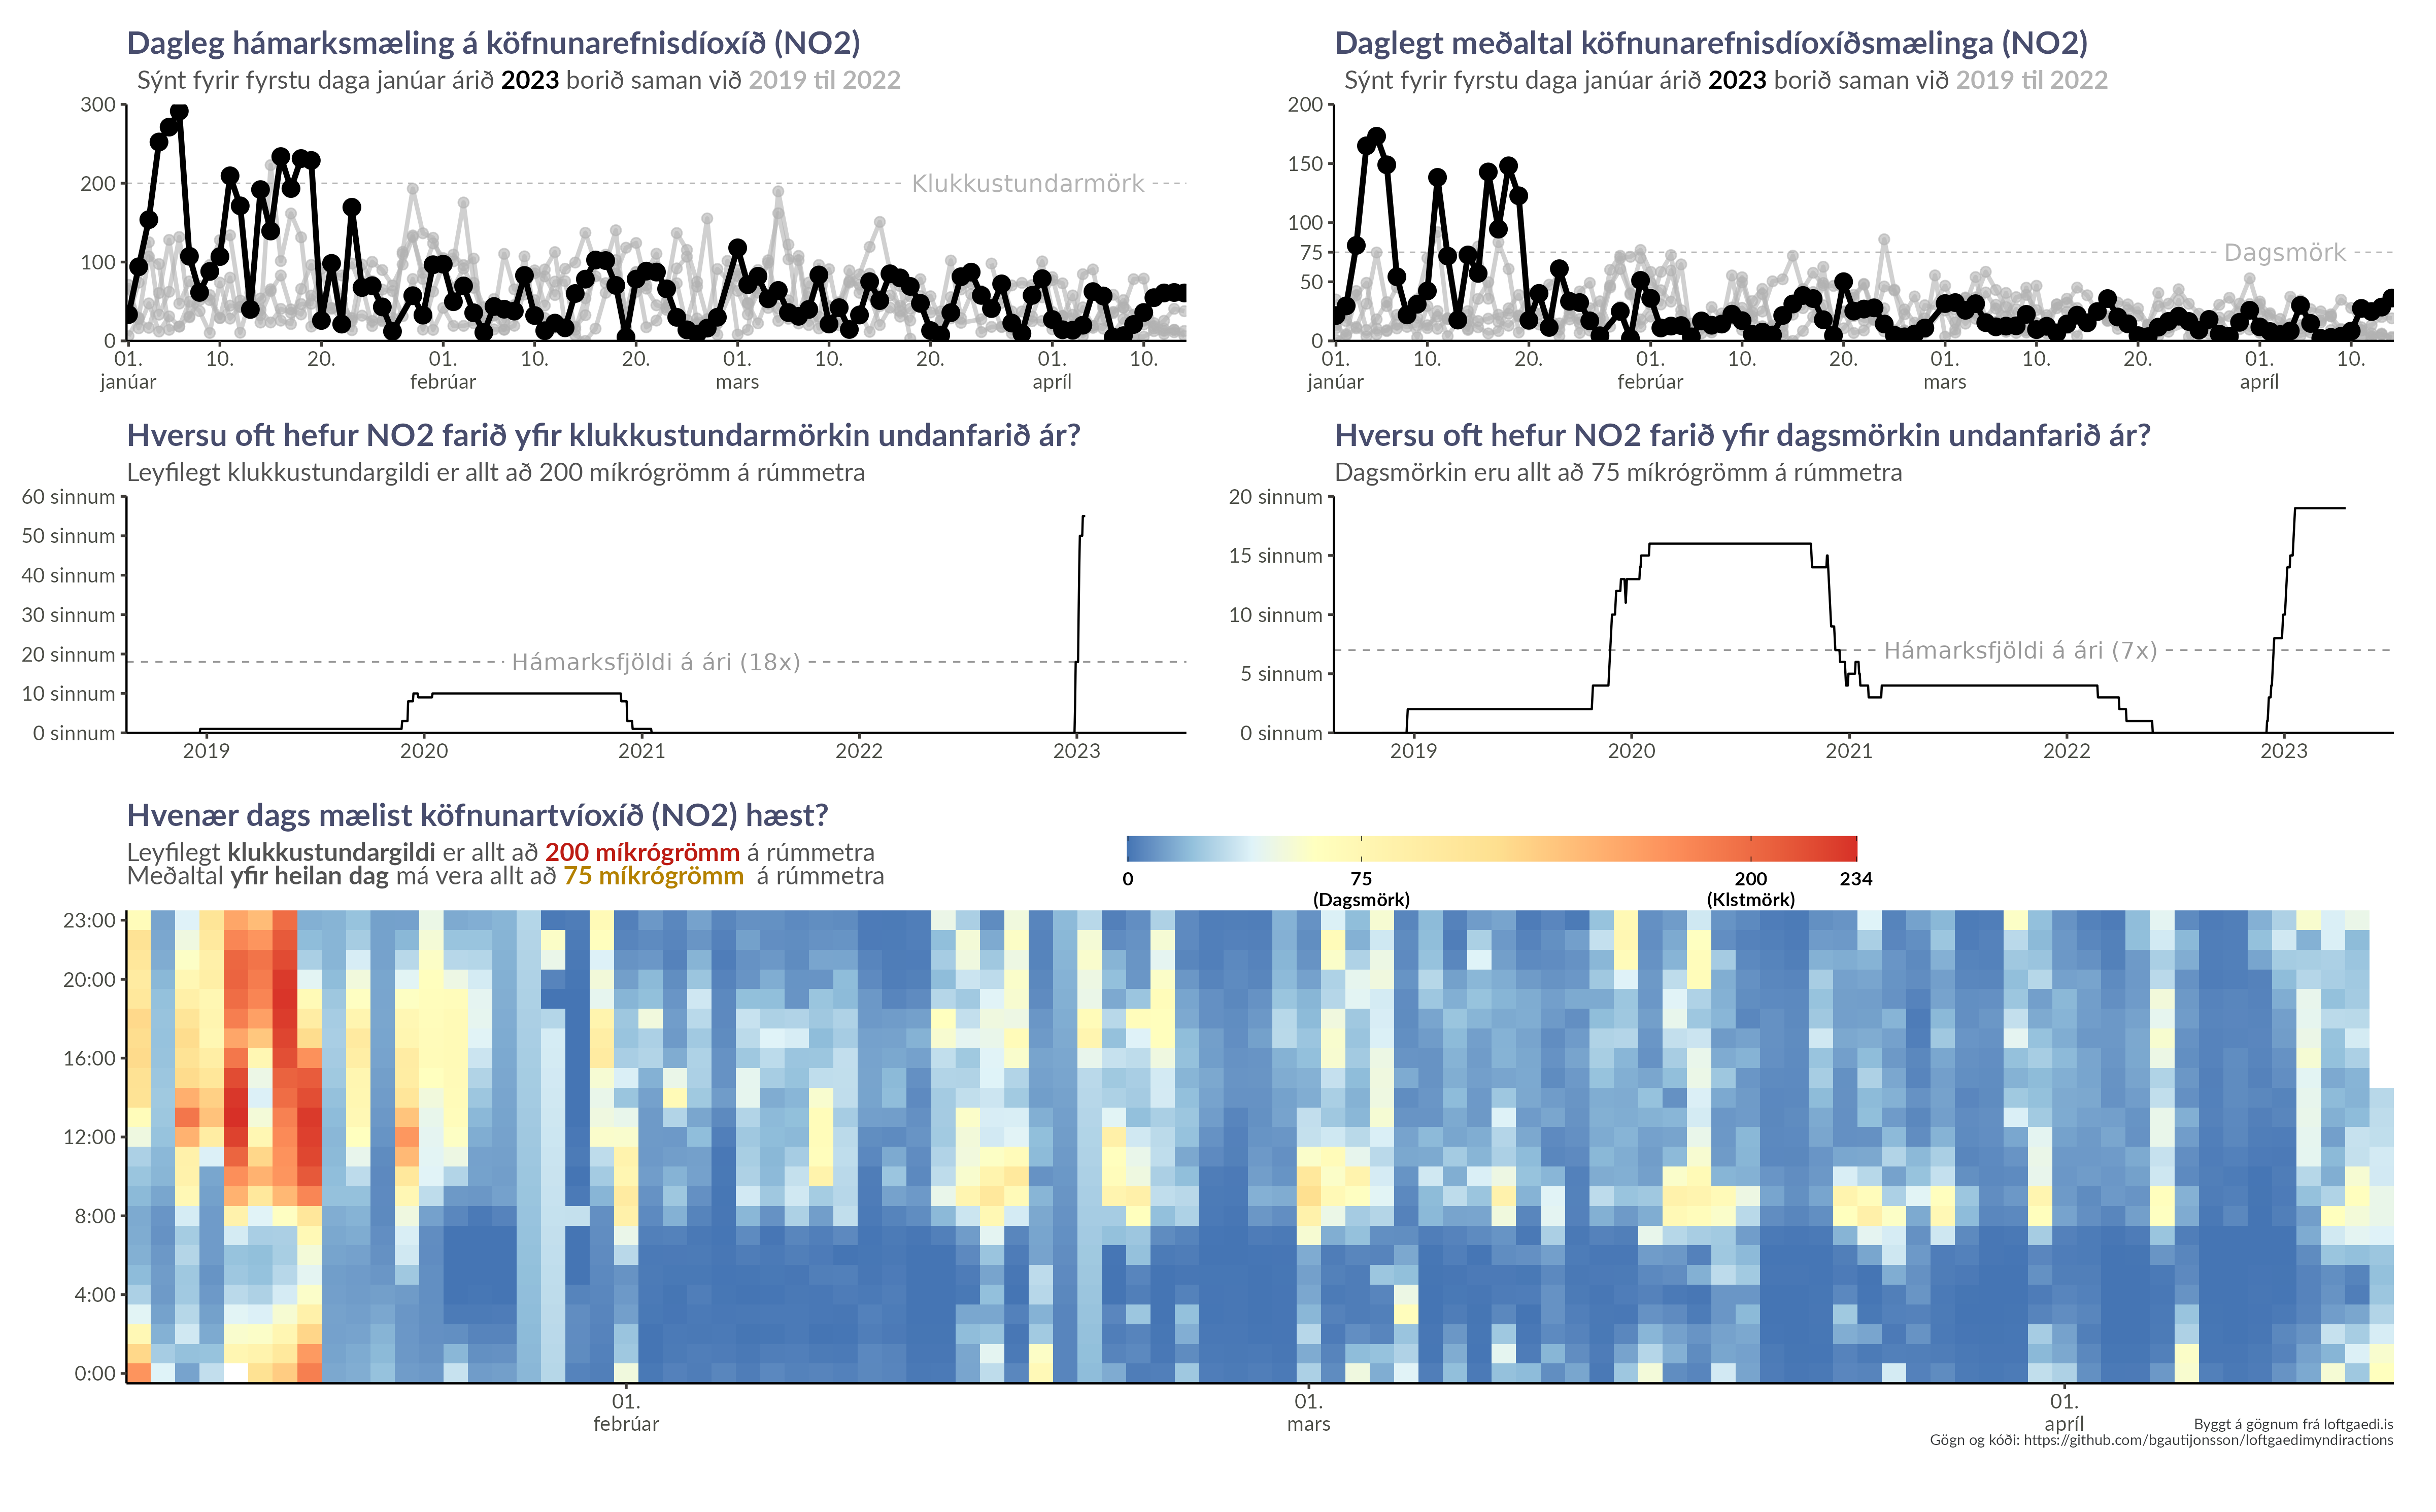 Dagleg hámarksmæling á köfnunarefnisdíoxíð (NO2)
Sýnt fyrir fyrstu daga janúar árið 2023 borið saman við 2019 til 2022
300
200
100
0
Klukkustundarmörk
01. 10. 20. 01. 10. 20. 01. 10. 20. 01. 10.
janúar febrúar mars apríl
Daglegt meðaltal köfnunarefnisdíoxíðsmælinga (NO2)
Sýnt fyrir fyrstu daga janúar árið 2023 borið saman við 2019 til 2022
200
150
100
75
50
0
Dagsmörk
01. 10. 20. 01. 10. 20. 01. 10. 20. 01. 10.
janúar febrúar mars apríl
Hversu oft hefur NO2 farið yfir klukkustundarmörkin undanfarið ár?
Leyfilegt klukkustundargildi er allt að 200 míkrógrömm á rúmmetra
60 sinnum
50 sinnum
40 sinnum
30 sinnum
20 sinnum
10 sinnum
0 sinnum
Hámarksfjöldi á ári (18x)
2019 2020 2021 2022 2023
Hversu oft hefur NO2 farið yfir dagsmörkin undanfarið ár?
Dagsmörkin eru allt að 75 míkrógrömm á rúmmetra
20 sinnum
15 sinnum
10 sinnum
5 sinnum
0 sinnum
Hámarksfjöldi á ári (7x)
2019 2020 2021 2022 2023
Hvenær dags mælist köfnunartvíoxíð (NO2) hæst?
Leyfilegt klukkustundargildi er allt að 200 míkrógrömm á rúmmetra
Meðaltal yfir heilan dag má vera allt að 75 míkrógrömm á rúmmetra
0 75 200 234
(Dagsmörk) (Klstmörk)
23:00
20:00
16:00
12:00
8:00
4:00
0:00
01. 01. 01.
febrúar mars apríl
Byggt á gögnum frá loftgaedi.is
Gögn og kóði: https://github.com/bgautijonsson/loftgaedimyndiractions